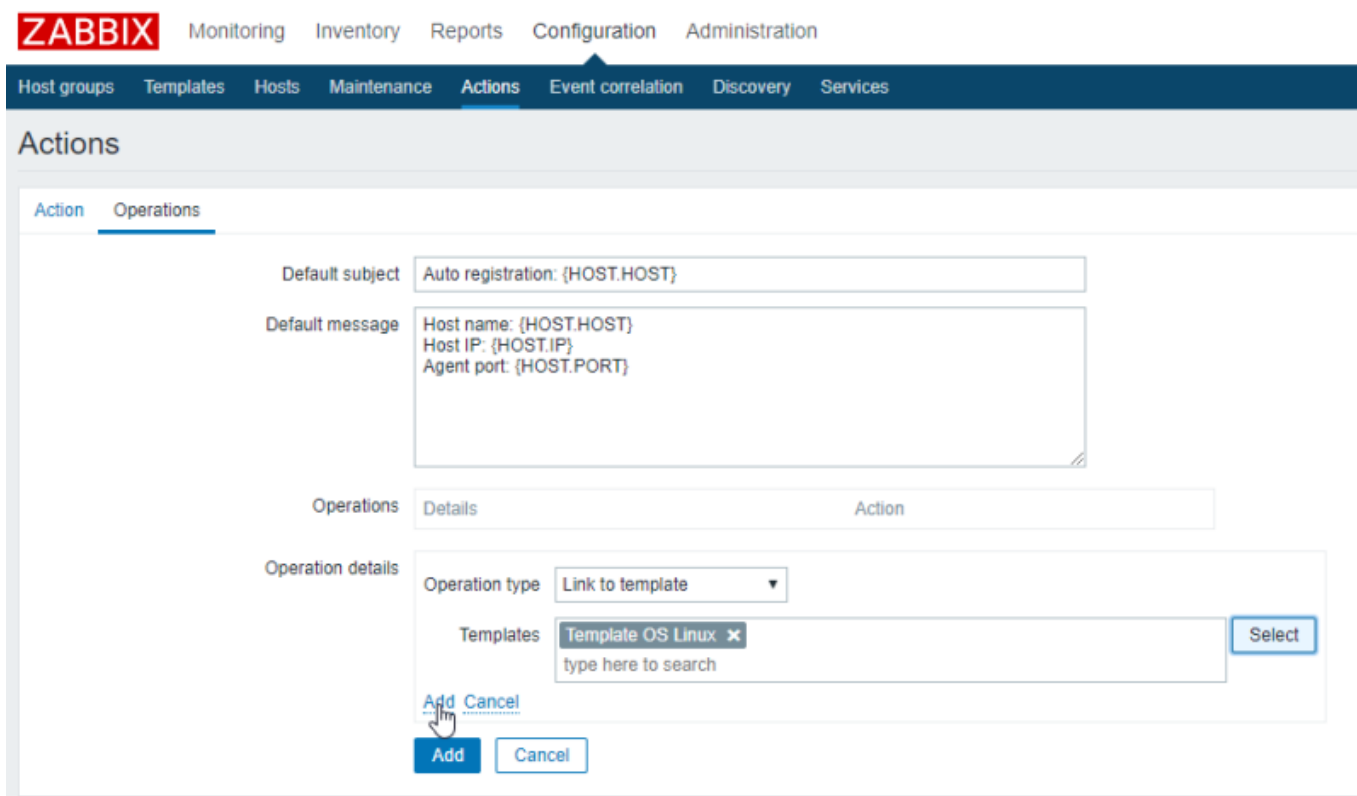 ZABBIX Monitoring Inventory Reports Configuration Administration
Host groups Templates Hosts Maintenance Actions Event correlation Discovery Services
Actions
Action Operations
Default subject Auto registration: {HOST.HOST}
Default message Host name: {HOST.HOST}
Host IP: {HOST.IP}
Agent port: {HOST.PORT}
Operations Details Action
Operation details
Operation type Link to template
Templates Template OS Linux Select
type here to search
Add Cancel
Add Cancel